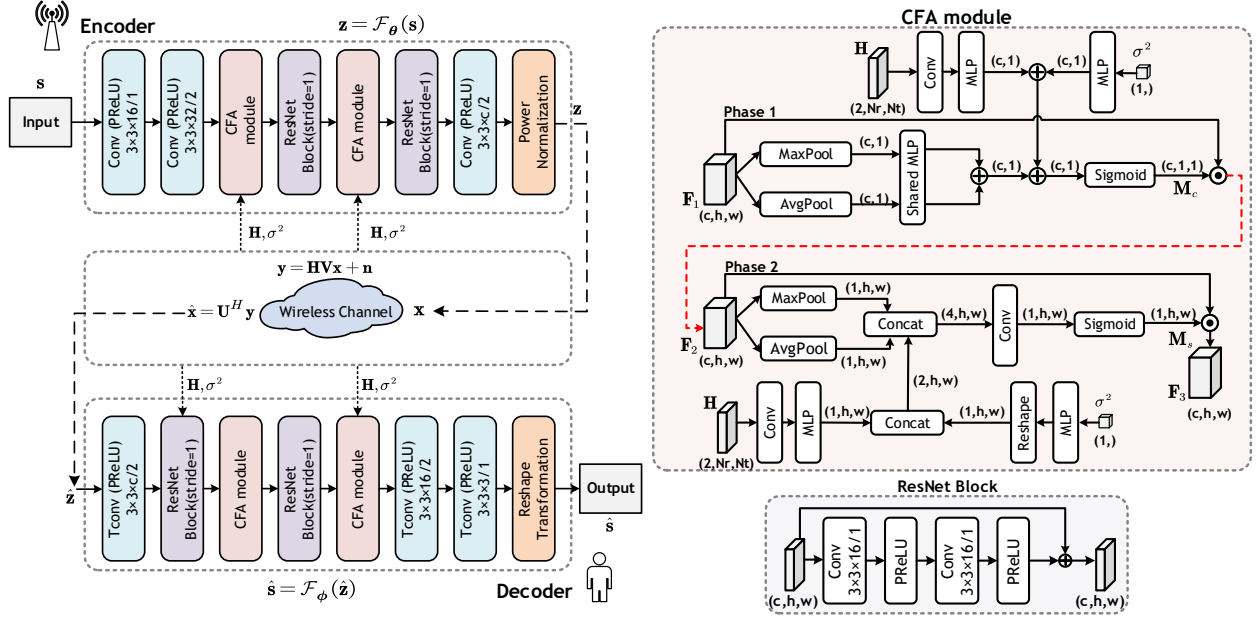 Encoder
𝐳 = ℱ_𝜽(𝐬)
𝐬
Input
Conv (PReLU)
3×3×16/1
Conv (PReLU)
3×3×32/2
CFA
module
ResNet
Block(stride=1)
CFA module
ResNet
Block(stride=1)
Conv (PReLU)
3×3×c/2
Power
Normalization
𝐳
𝐇, σ²
𝐇, σ²
𝐲 = 𝐇𝐕𝐱 + 𝐧
𝐱̂ = 𝐔ᴴ 𝐲
Wireless Channel
𝐱
𝐇, σ²
𝐇, σ²
𝐳̂
Tconv (PReLU)
3×3×c/2
ResNet
Block(stride=1)
CFA module
ResNet
Block(stride=1)
CFA module
Tconv (PReLU)
3×3×16/2
Tconv (PReLU)
3×3×3/1
Reshape
Transformation
Output
𝐬̂
𝐬̂ = ℱ_𝝓(𝐳̂)
Decoder
CFA module
𝐇
(2,Nr,Nt)
Conv
MLP
(c,1)
(c,1)
MLP
σ²
(1,)
Phase 1
𝐅₁
(c,h,w)
MaxPool
(c,1)
AvgPool
(c,1)
Shared MLP
(c,1)
(c,1)
Sigmoid
(c,1,1)
𝐌_c
Phase 2
𝐅₂
(c,h,w)
MaxPool
(1,h,w)
AvgPool
(1,h,w)
Concat
(4,h,w)
Conv
(1,h,w)
Sigmoid
(1,h,w)
𝐌_s
𝐅₃
(c,h,w)
(2,h,w)
𝐇
(2,Nr,Nt)
Conv
MLP
(1,h,w)
Concat
(1,h,w)
Reshape
MLP
σ²
(1,)
ResNet Block
(c,h,w)
Conv
3×3×16/1
PReLU
Conv
3×3×16/1
PReLU
(c,h,w)